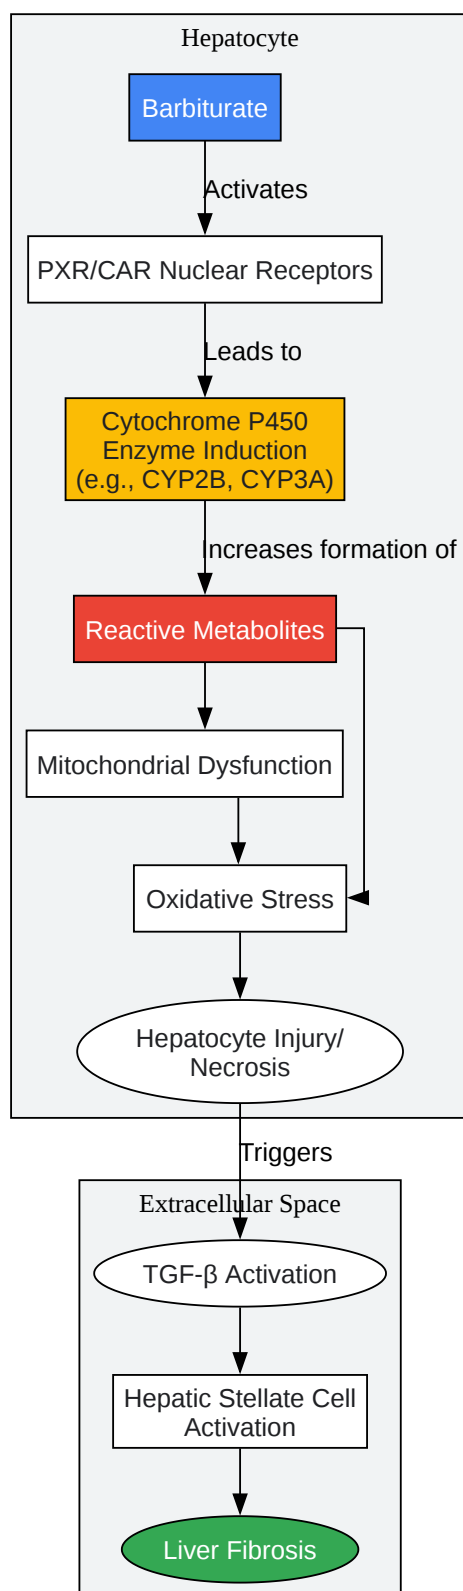 Hepatocyte
Barbiturate
Activates
PXR/CAR Nuclear Receptors
Leads to
Cytochrome P450
Enzyme Induction
(e.g., CYP2B, CYP3A)
Increases formation of
Reactive Metabolites
Mitochondrial Dysfunction
Oxidative Stress
Hepatocyte Injury/
Necrosis
Triggers
Extracellular Space
TGF-β Activation
Hepatic Stellate Cell
Activation
Liver Fibrosis